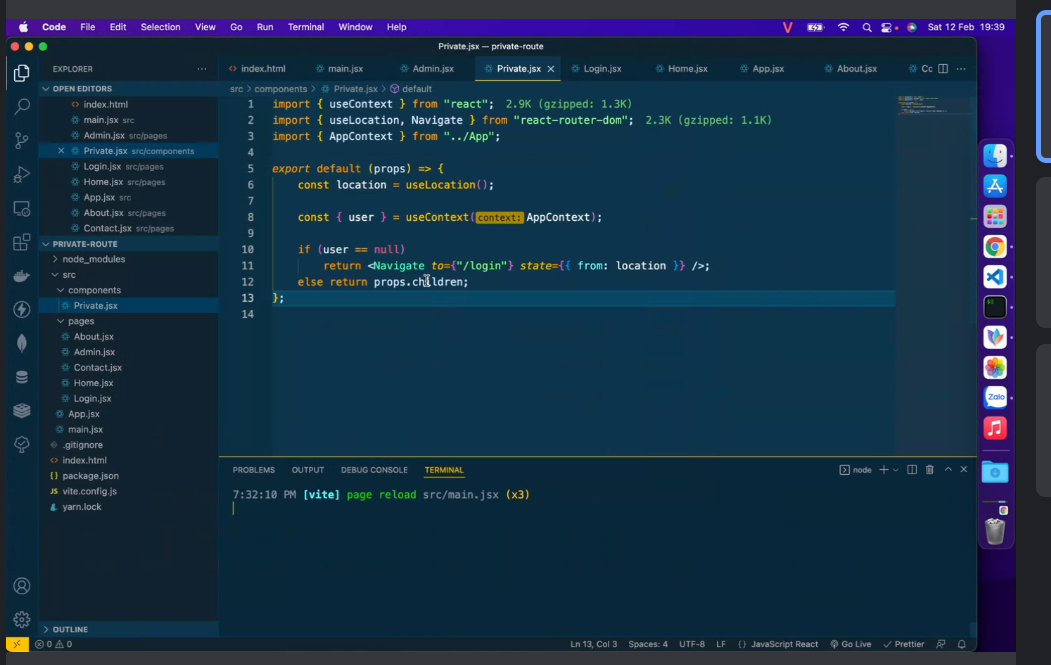 Code File Edit Selection View Go Run Terminal Window Help V Sat 12 Feb 19:39
Private.jsx — private-route
EXPLORER ···
OPEN EDITORS
index.html
main.jsx src
Admin.jsx src/pages
Private.jsx src/components
Login.jsx src/pages
Home.jsx src/pages
App.jsx src
About.jsx src/pages
Contact.jsx src/pages
PRIVATE-ROUTE
node_modules
src
components
Private.jsx
pages
About.jsx
Admin.jsx
Contact.jsx
Home.jsx
Login.jsx
App.jsx
main.jsx
.gitignore
index.html
package.json
vite.config.js
yarn.lock
OUTLINE
index.html main.jsx Admin.jsx Private.jsx Login.jsx Home.jsx App.jsx About.jsx Cc ···
src > components > Private.jsx > default
1 import { useContext } from "react"; 2.9K (gzipped: 1.3K)
2 import { useLocation, Navigate } from "react-router-dom"; 2.3K (gzipped: 1.1K)
3 import { AppContext } from "../App";
4
5 export default (props) => {
6 const location = useLocation();
7
8 const { user } = useContext(context: AppContext);
9
10 if (user == null)
11 return <Navigate to={"/login"} state={{ from: location }} />;
12 else return props.children;
13 };
14
PROBLEMS OUTPUT DEBUG CONSOLE TERMINAL node
7:32:10 PM [vite] page reload src/main.jsx (x3)
0 0 Ln 13, Col 3 Spaces: 4 UTF-8 LF JavaScript React Go Live Prettier
Zalo